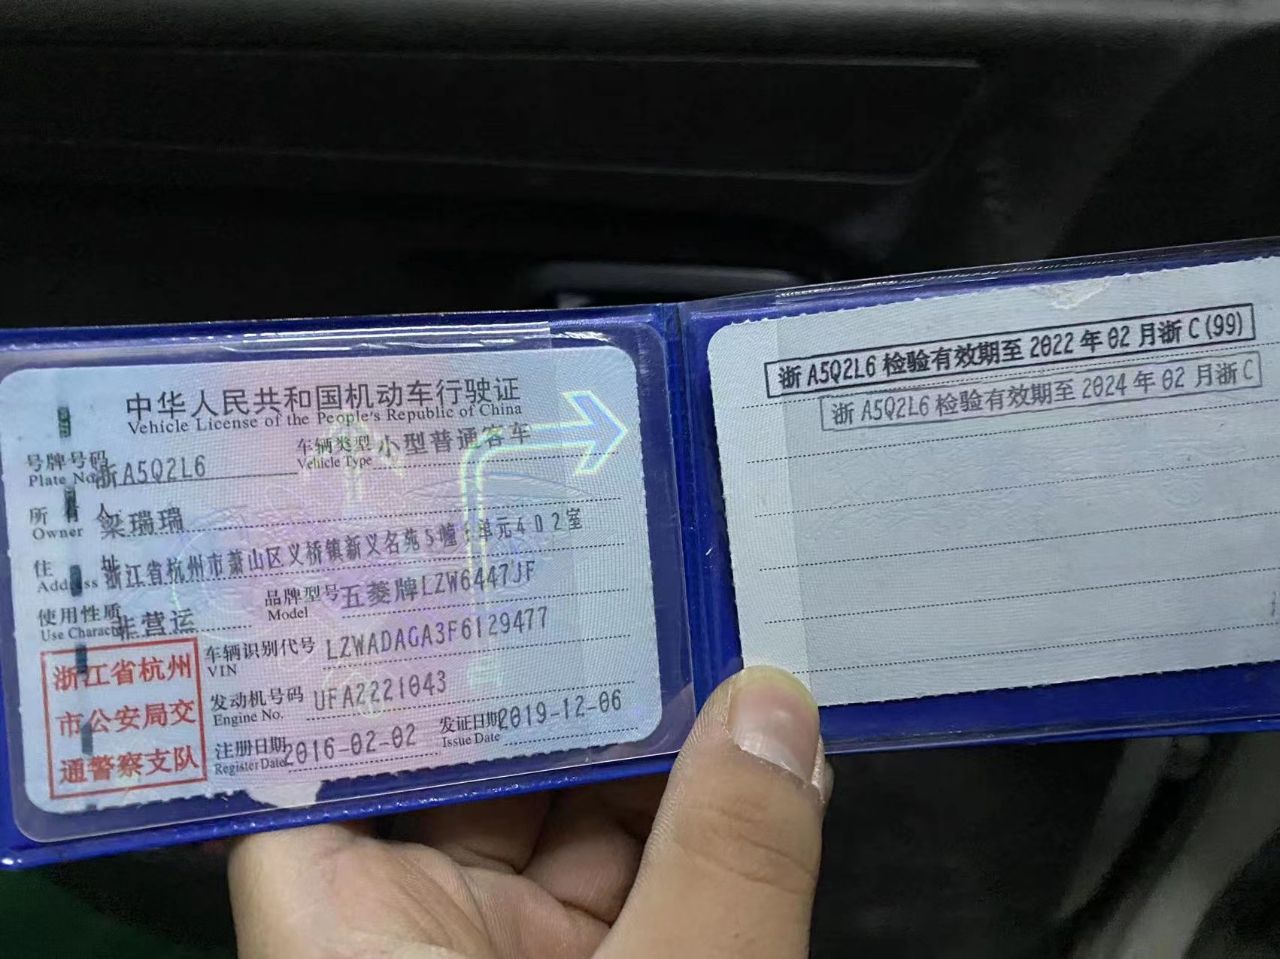 中华人民共和国机动车行驶证
Vehicle License of the People's Republic of China
号牌号码 浙A5Q2L6 车辆类型 小型普通客车
Plate No. Vehicle Type
所有人 梁瑞瑞
Owner
住址 浙江省杭州市萧山区义桥镇新义名苑5幢1单元402室
Address
使用性质 非营运 品牌型号 五菱牌LZW6447JF
Use Character Model
浙江省杭州
市公安局交
通警察支队
车辆识别代号 LZWADAGA3F6129477
VIN
发动机号码 UFA2221043
Engine No.
注册日期 2016-02-02 发证日期 2019-12-06
Register Date Issue Date
浙A5Q2L6检验有效期至2022年02月浙C(99)
浙A5Q2L6检验有效期至2024年02月浙C